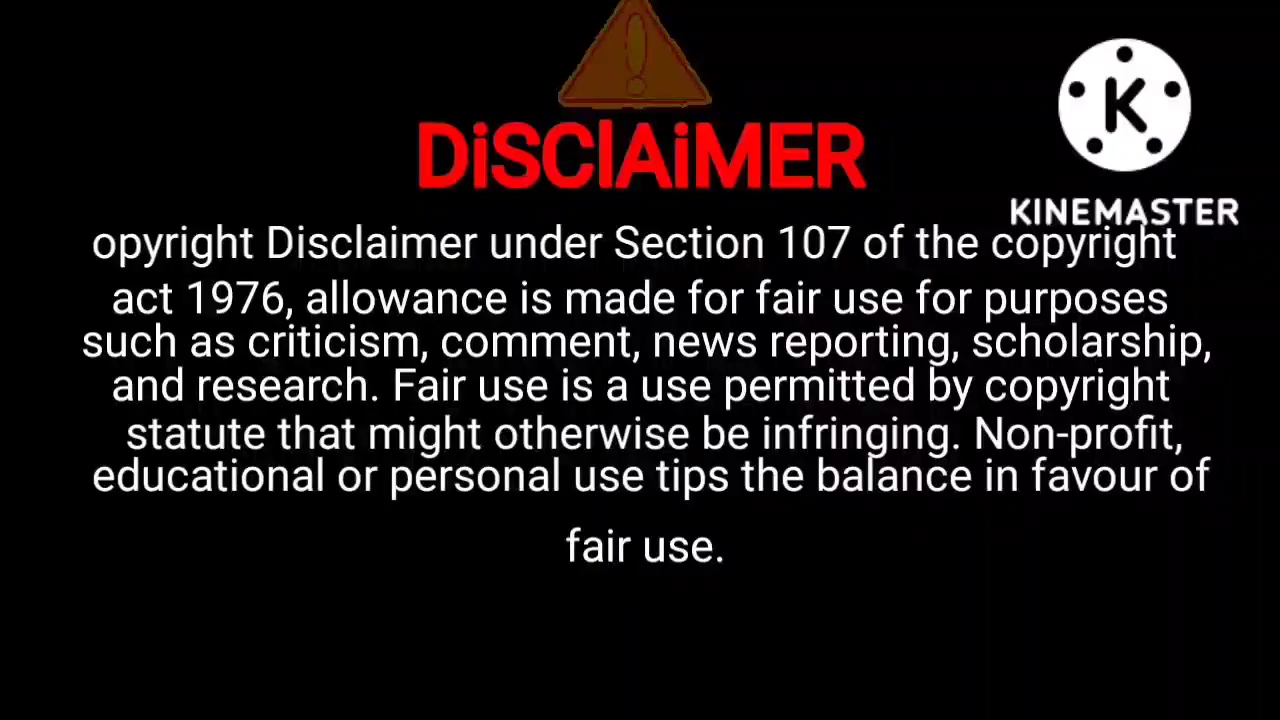 !
DiSClAiMER
K
KINEMASTER
opyright Disclaimer under Section 107 of the copyright
act 1976, allowance is made for fair use for purposes
such as criticism, comment, news reporting, scholarship,
and research. Fair use is a use permitted by copyright
statute that might otherwise be infringing. Non-profit,
educational or personal use tips the balance in favour of
fair use.